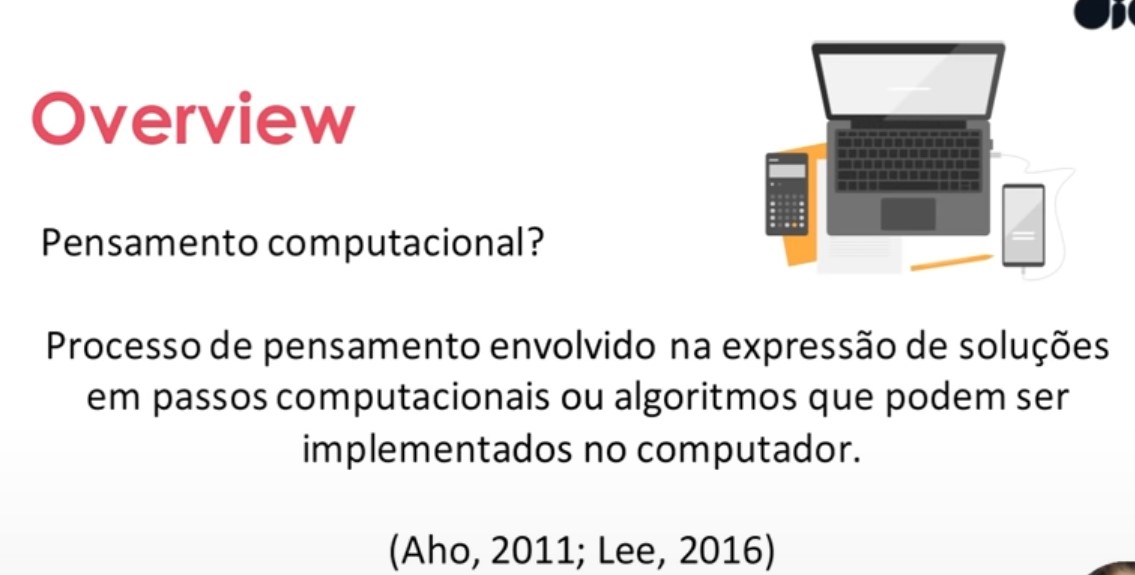 Overview
Pensamento computacional?
Processo de pensamento envolvido na expressão de soluções
em passos computacionais ou algoritmos que podem ser
implementados no computador.
(Aho, 2011; Lee, 2016)